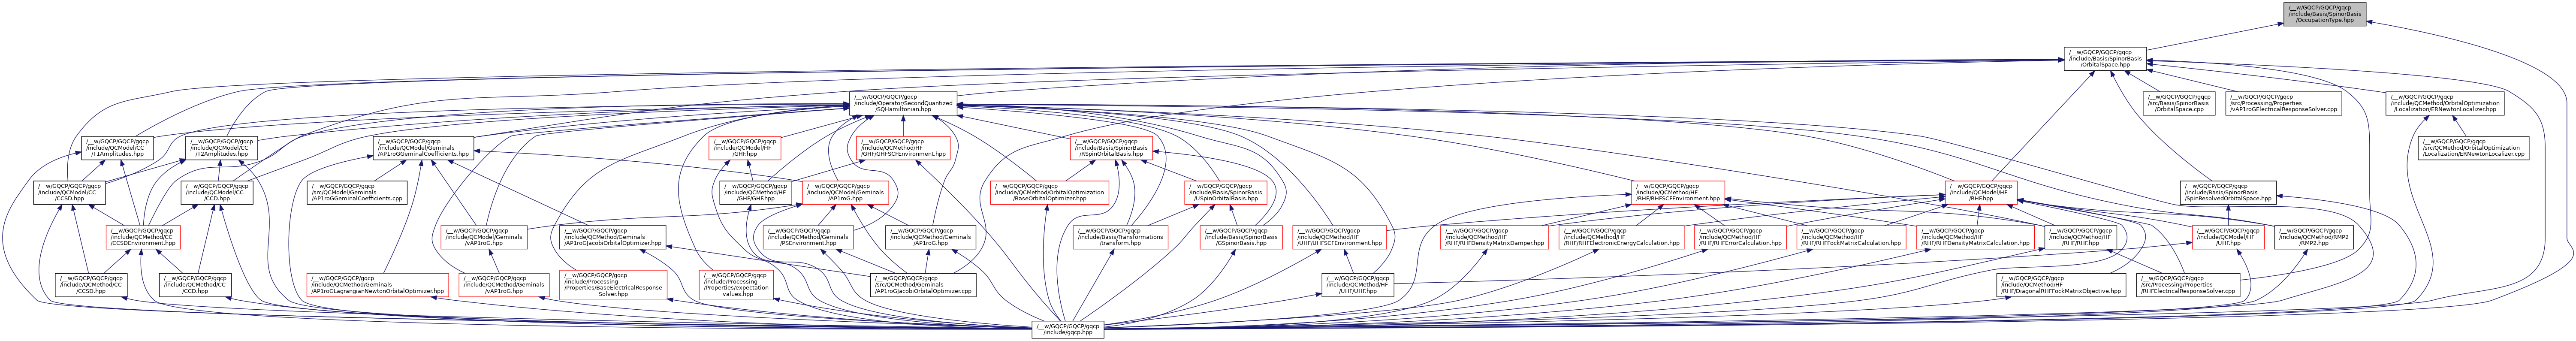 /__w/GQCP/GQCP/gqcp
/include/Basis/SpinorBasis
/OccupationType.hpp
/__w/GQCP/GQCP/gqcp
/include/Basis/SpinorBasis
/OrbitalSpace.hpp
/__w/GQCP/GQCP/gqcp
/include/Operator/SecondQuantized
/SQHamiltonian.hpp
/__w/GQCP/GQCP/gqcp
/src/Basis/SpinorBasis
/OrbitalSpace.cpp
/__w/GQCP/GQCP/gqcp
/src/Processing/Properties
/vAP1roGElectricalResponseSolver.cpp
/__w/GQCP/GQCP/gqcp
/include/QCMethod/OrbitalOptimization
/Localization/ERNewtonLocalizer.hpp
/__w/GQCP/GQCP/gqcp
/include/QCModel/CC
/T1Amplitudes.hpp
/__w/GQCP/GQCP/gqcp
/include/QCModel/CC
/T2Amplitudes.hpp
/__w/GQCP/GQCP/gqcp
/include/QCModel/Geminals
/AP1roGGeminalCoefficients.hpp
/__w/GQCP/GQCP/gqcp
/include/QCModel/HF
/GHF.hpp
/__w/GQCP/GQCP/gqcp
/include/QCMethod/HF
/GHF/GHFSCFEnvironment.hpp
/__w/GQCP/GQCP/gqcp
/include/Basis/SpinorBasis
/RSpinOrbitalBasis.hpp
/__w/GQCP/GQCP/gqcp
/src/QCMethod/OrbitalOptimization
/Localization/ERNewtonLocalizer.cpp
/__w/GQCP/GQCP/gqcp
/include/QCModel/CC
/CCSD.hpp
/__w/GQCP/GQCP/gqcp
/include/QCModel/CC
/CCD.hpp
/__w/GQCP/GQCP/gqcp
/src/QCModel/Geminals
/AP1roGGeminalCoefficients.cpp
/__w/GQCP/GQCP/gqcp
/include/QCMethod/HF
/GHF/GHF.hpp
/__w/GQCP/GQCP/gqcp
/include/QCModel/Geminals
/AP1roG.hpp
/__w/GQCP/GQCP/gqcp
/include/QCMethod/OrbitalOptimization
/BaseOrbitalOptimizer.hpp
/__w/GQCP/GQCP/gqcp
/include/Basis/SpinorBasis
/USpinOrbitalBasis.hpp
/__w/GQCP/GQCP/gqcp
/include/QCMethod/HF
/RHF/RHFSCFEnvironment.hpp
/__w/GQCP/GQCP/gqcp
/include/QCModel/HF
/RHF.hpp
/__w/GQCP/GQCP/gqcp
/include/Basis/SpinorBasis
/SpinResolvedOrbitalSpace.hpp
/__w/GQCP/GQCP/gqcp
/include/QCMethod/CC
/CCSDEnvironment.hpp
/__w/GQCP/GQCP/gqcp
/include/QCModel/Geminals
/vAP1roG.hpp
/__w/GQCP/GQCP/gqcp
/include/QCMethod/Geminals
/AP1roGJacobiOrbitalOptimizer.hpp
/__w/GQCP/GQCP/gqcp
/include/QCMethod/Geminals
/PSEnvironment.hpp
/__w/GQCP/GQCP/gqcp
/include/QCMethod/Geminals
/AP1roG.hpp
/__w/GQCP/GQCP/gqcp
/include/Basis/Transformations
/transform.hpp
/__w/GQCP/GQCP/gqcp
/include/Basis/SpinorBasis
/GSpinorBasis.hpp
/__w/GQCP/GQCP/gqcp
/include/QCMethod/HF
/UHF/UHFSCFEnvironment.hpp
/__w/GQCP/GQCP/gqcp
/include/QCMethod/HF
/RHF/RHFDensityMatrixDamper.hpp
/__w/GQCP/GQCP/gqcp
/include/QCMethod/HF
/RHF/RHFElectronicEnergyCalculation.hpp
/__w/GQCP/GQCP/gqcp
/include/QCMethod/HF
/RHF/RHFErrorCalculation.hpp
/__w/GQCP/GQCP/gqcp
/include/QCMethod/HF
/RHF/RHFFockMatrixCalculation.hpp
/__w/GQCP/GQCP/gqcp
/include/QCMethod/HF
/RHF/RHFDensityMatrixCalculation.hpp
/__w/GQCP/GQCP/gqcp
/include/QCMethod/HF
/RHF/RHF.hpp
/__w/GQCP/GQCP/gqcp
/include/QCModel/HF
/UHF.hpp
/__w/GQCP/GQCP/gqcp
/include/QCMethod/RMP2
/RMP2.hpp
/__w/GQCP/GQCP/gqcp
/include/QCMethod/CC
/CCSD.hpp
/__w/GQCP/GQCP/gqcp
/include/QCMethod/CC
/CCD.hpp
/__w/GQCP/GQCP/gqcp
/include/QCMethod/Geminals
/AP1roGLagrangianNewtonOrbitalOptimizer.hpp
/__w/GQCP/GQCP/gqcp
/include/QCMethod/Geminals
/vAP1roG.hpp
/__w/GQCP/GQCP/gqcp
/include/Processing
/Properties/BaseElectricalResponse
Solver.hpp
/__w/GQCP/GQCP/gqcp
/include/Processing
/Properties/expectation
_values.hpp
/__w/GQCP/GQCP/gqcp
/src/QCMethod/Geminals
/AP1roGJacobiOrbitalOptimizer.cpp
/__w/GQCP/GQCP/gqcp
/include/QCMethod/HF
/UHF/UHF.hpp
/__w/GQCP/GQCP/gqcp
/include/QCMethod/HF
/RHF/DiagonalRHFFockMatrixObjective.hpp
/__w/GQCP/GQCP/gqcp
/src/Processing/Properties
/RHFElectricalResponseSolver.cpp
/__w/GQCP/GQCP/gqcp
/include/gqcp.hpp